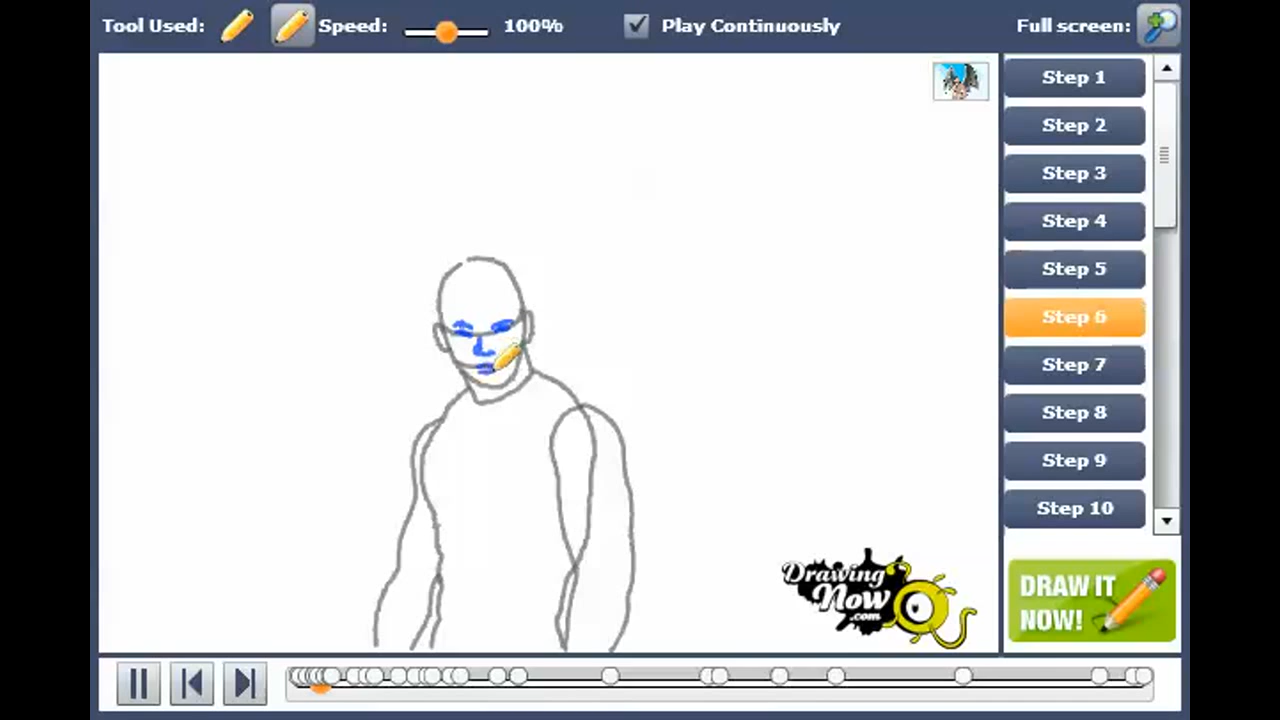 Tool Used:
Speed:
100%
Play Continuously
Full screen:
Step 1
Step 2
Step 3
Step 4
Step 5
Step 6
Step 7
Step 8
Step 9
Step 10
Drawing
Now
.com
DRAW IT
NOW!